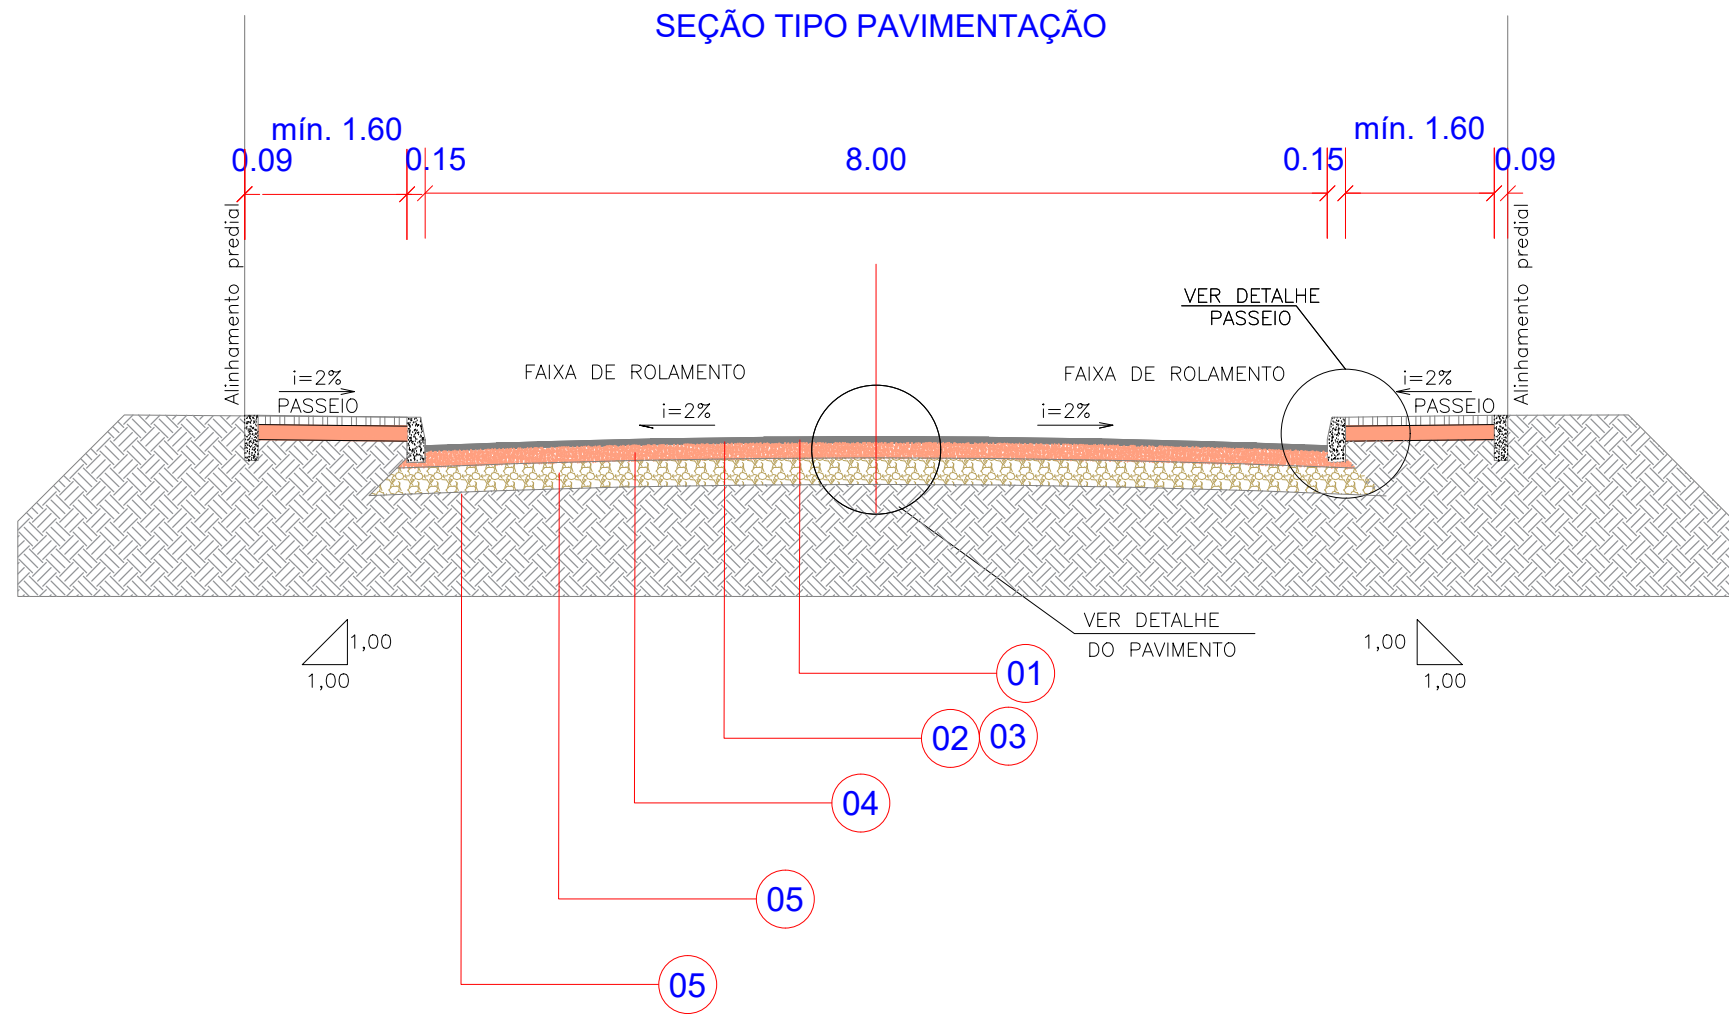 SEÇÃO TIPO PAVIMENTAÇÃO
mín. 1.60
mín. 1.60
0.09
0.15
8.00
0.15
0.09
Alinhamento predial
Alinhamento predial
VER DETALHE
PASSEIO
FAIXA DE ROLAMENTO
FAIXA DE ROLAMENTO
i=2%
PASSEIO
i=2%
PASSEIO
i=2%
i=2%
1,00
1,00
VER DETALHE
DO PAVIMENTO
1,00
1,00
01
02
03
04
05
05